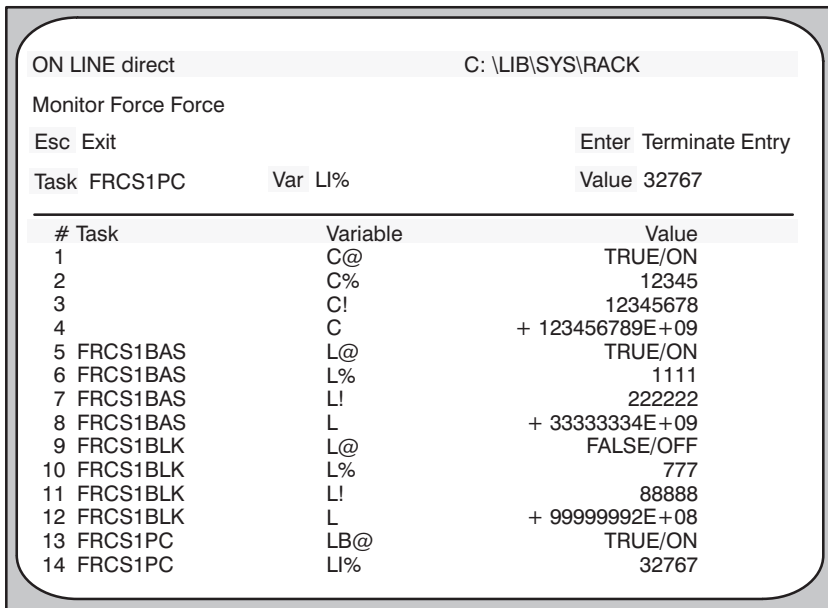 ON LINE direct C: \LIB\SYS\RACK
Monitor Force Force
Esc Exit Enter Terminate Entry
Task FRCS1PC Var LI% Value 32767
# Task Variable Value
1 C@ TRUE/ON
2 C% 12345
3 C! 12345678
4 C + 123456789E+09
5 FRCS1BAS L@ TRUE/ON
6 FRCS1BAS L% 1111
7 FRCS1BAS L! 222222
8 FRCS1BAS L + 33333334E+09
9 FRCS1BLK L@ FALSE/OFF
10 FRCS1BLK L% 777
11 FRCS1BLK L! 88888
12 FRCS1BLK L + 99999992E+08
13 FRCS1PC LB@ TRUE/ON
14 FRCS1PC LI% 32767